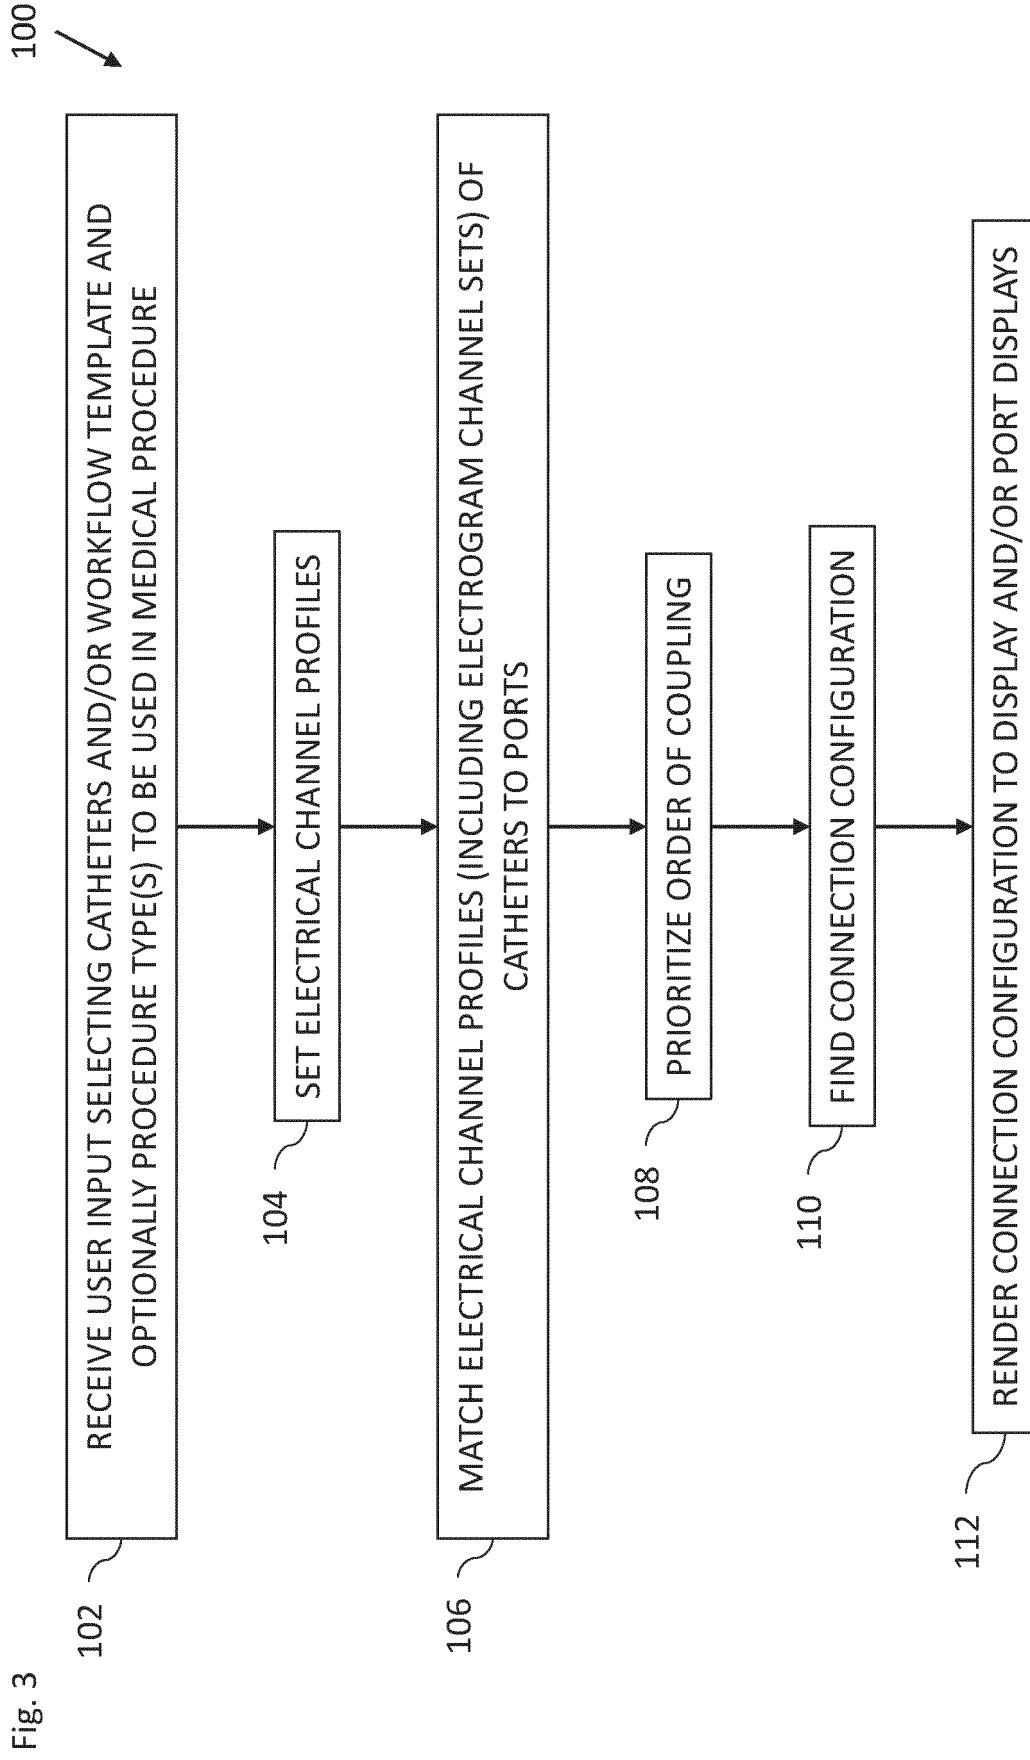 Fig. 3
100
102
RECEIVE USER INPUT SELECTING CATHETERS AND/OR WORKFLOW TEMPLATE AND
OPTIONALLY PROCEDURE TYPE(S) TO BE USED IN MEDICAL PROCEDURE
104
SET ELECTRICAL CHANNEL PROFILES
106
MATCH ELECTRICAL CHANNEL PROFILES (INCLUDING ELECTROGRAM CHANNEL SETS) OF
CATHETERS TO PORTS
108
PRIORITIZE ORDER OF COUPLING
110
FIND CONNECTION CONFIGURATION
112
RENDER CONNECTION CONFIGURATION TO DISPLAY AND/OR PORT DISPLAYS